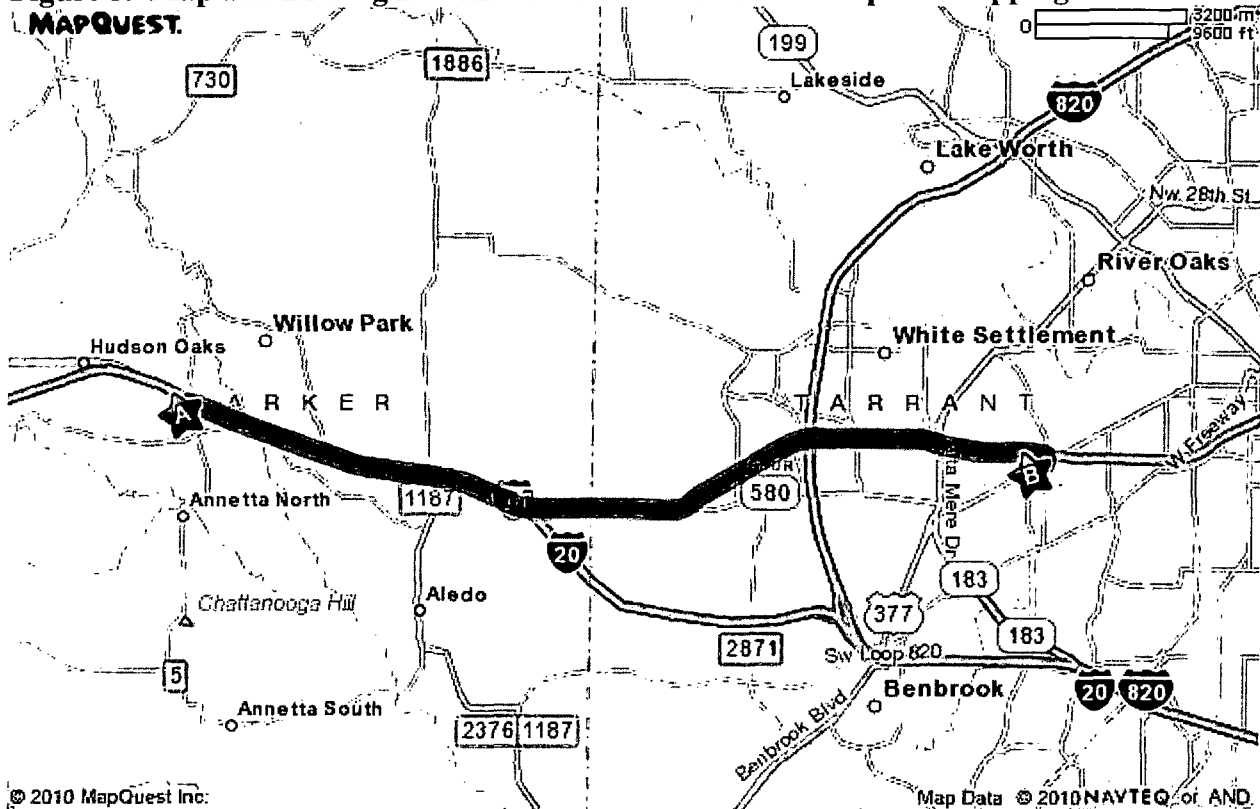 MAPQUEST.
0
3200 m
9600 ft
199
1886
730
Lakeside
820
Lake Worth
Nw. 28th St
River Oaks
Willow Park
Hudson Oaks
White Settlement
A R K E R
T A R R A N T
A
W Freeway
B
580
1187
Annetta North
20
183
Chattanooga Hill
Aledo
377
183
2871
Sw Loop 820
5
Benbrook
20
820
Annetta South
2376
1187
Benbrook Blvd
© 2010 MapQuest Inc.
Map Data © 2010 NAVTEQ or AND